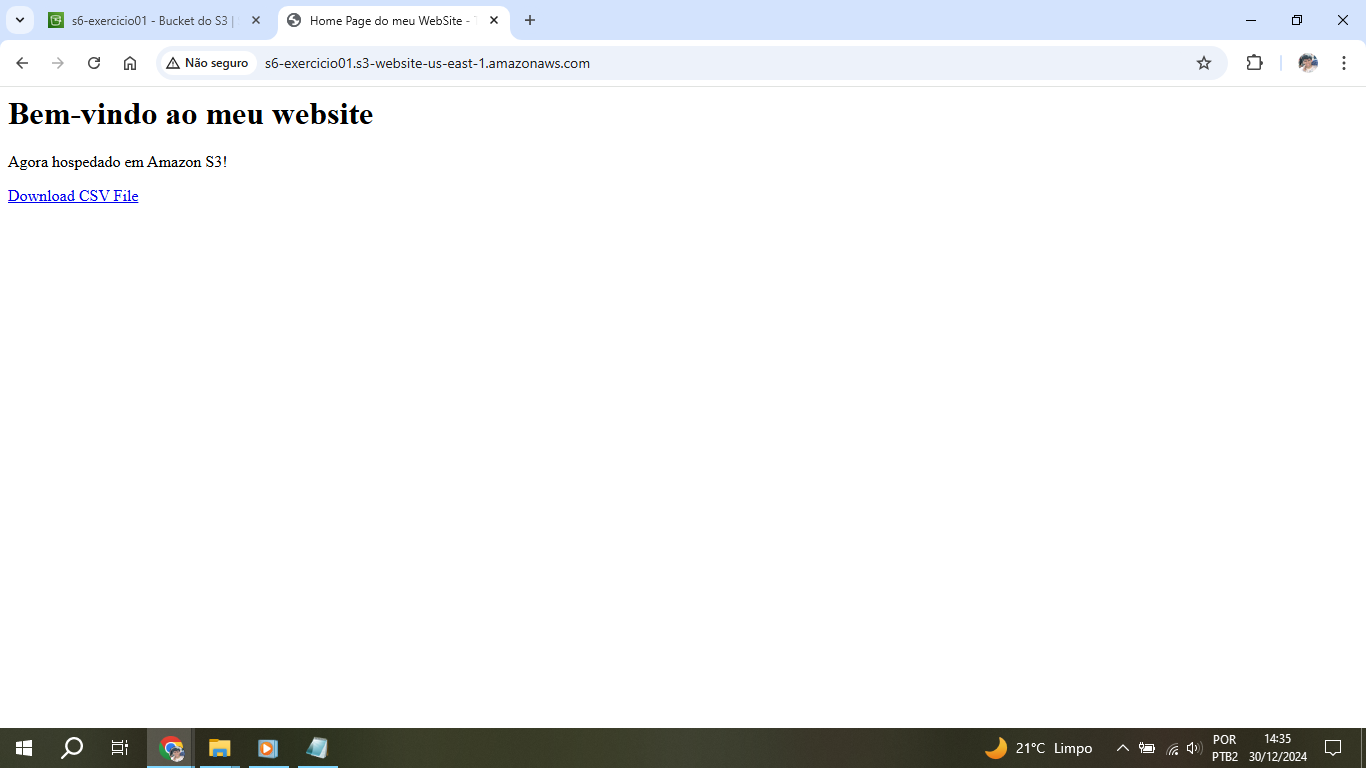 s6-exercicio01 - Bucket do S3 |
Home Page do meu WebSite -
Não seguro
s6-exercicio01.s3-website-us-east-1.amazonaws.com
Bem-vindo ao meu website
Agora hospedado em Amazon S3!
Download CSV File
21°C Limpo
POR
PTB2
14:35
30/12/2024